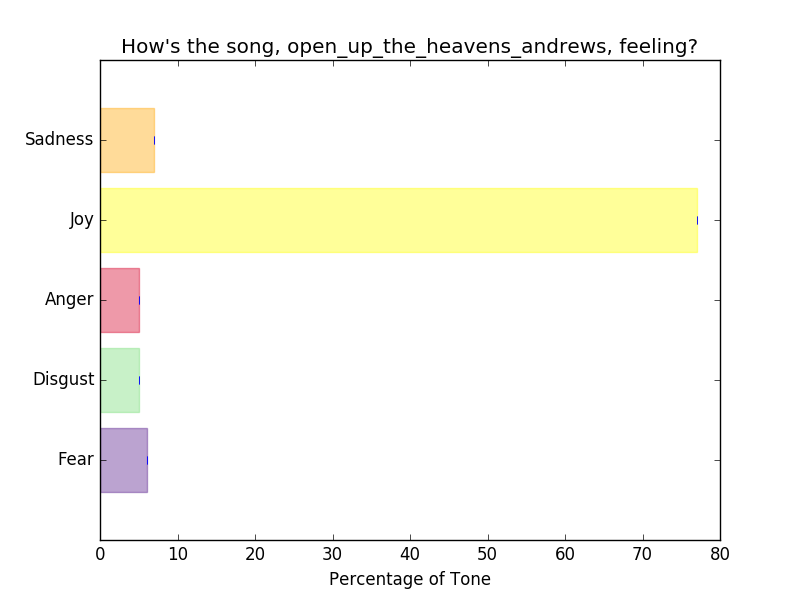 How's the song, open_up_the_heavens_andrews, feeling?
Sadness
Joy
Anger
Disgust
Fear
0 10 20 30 40 50 60 70 80
Percentage of Tone